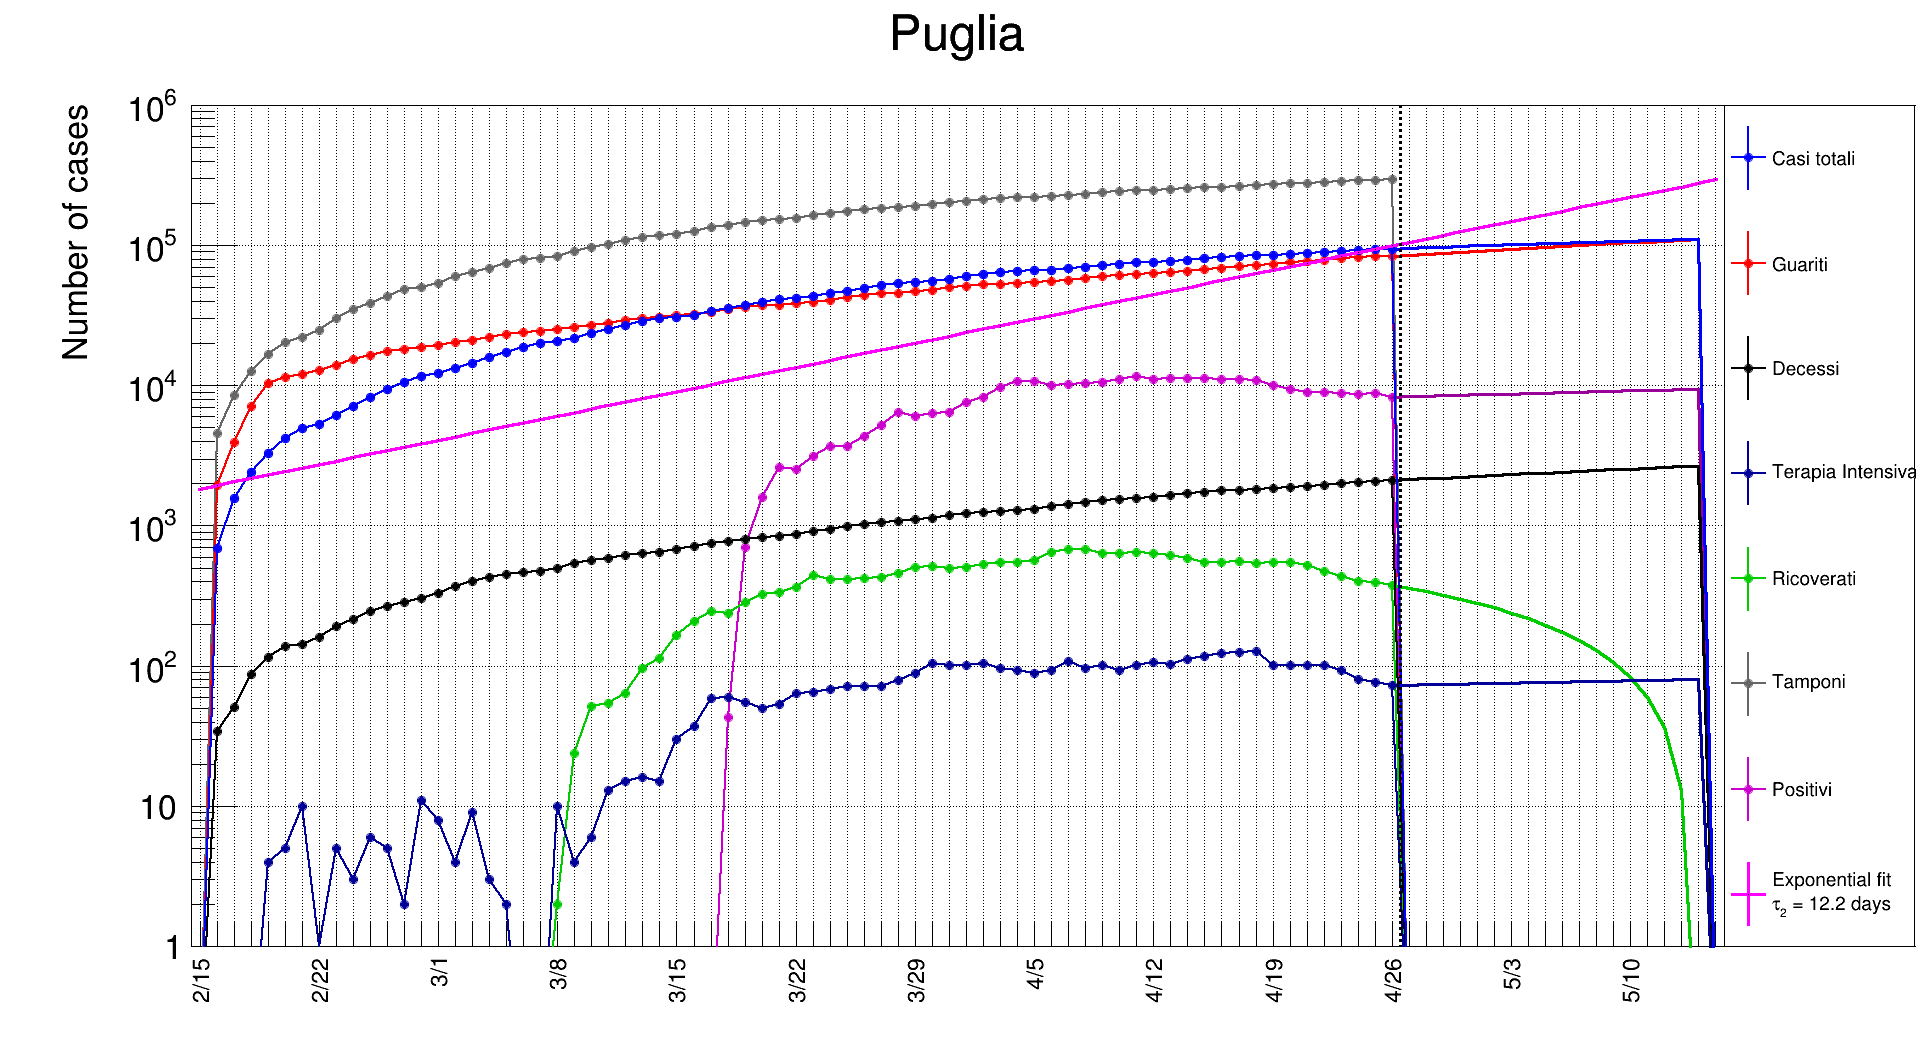 Puglia
Number of cases
10^6
10^5
10^4
10^3
10^2
10
1
2/15
2/22
3/1
3/8
3/15
3/22
3/29
4/5
4/12
4/19
4/26
5/3
5/10
Casi totali
Guariti
Decessi
Terapia Intensiva
Ricoverati
Tamponi
Positivi
Exponential fit
τ_2 = 12.2 days